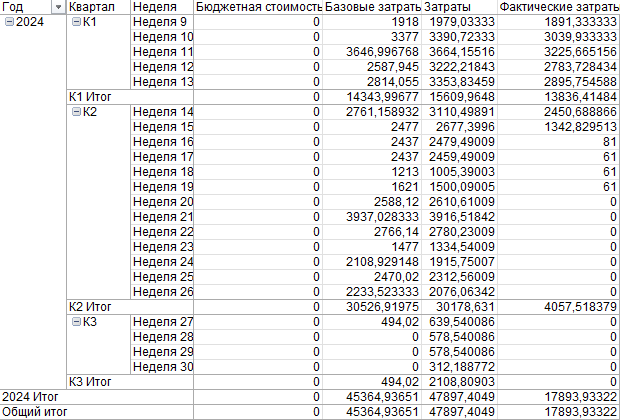 Год Квартал Неделя Бюджетная стоимость Базовые затраты Затраты Фактические затраты
2024 К1 Неделя 9 0 1918 1979,03333 1891,333333
Неделя 10 0 3377 3390,72333 3039,933333
Неделя 11 0 3646,996768 3664,15516 3225,665156
Неделя 12 0 2587,945 3222,21843 2783,728434
Неделя 13 0 2814,055 3353,83459 2895,754588
К1 Итог 0 14343,99677 15609,9648 13836,41484
К2 Неделя 14 0 2761,158932 3110,49891 2450,688866
Неделя 15 0 2477 2677,3996 1342,829513
Неделя 16 0 2437 2479,49009 81
Неделя 17 0 2437 2459,49009 61
Неделя 18 0 1213 1005,39003 61
Неделя 19 0 1621 1500,09005 61
Неделя 20 0 2588,12 2610,61009 0
Неделя 21 0 3937,028333 3916,51842 0
Неделя 22 0 2766,14 2780,23009 0
Неделя 23 0 1477 1334,54009 0
Неделя 24 0 2108,929148 1915,75007 0
Неделя 25 0 2470,02 2312,56009 0
Неделя 26 0 2233,523333 2076,06342 0
К2 Итог 0 30526,91975 30178,631 4057,518379
К3 Неделя 27 0 494,02 639,540086 0
Неделя 28 0 0 578,540086 0
Неделя 29 0 0 578,540086 0
Неделя 30 0 0 312,188772 0
К3 Итог 0 494,02 2108,80903 0
2024 Итог 0 45364,93651 47897,4049 17893,93322
Общий итог 0 45364,93651 47897,4049 17893,93322